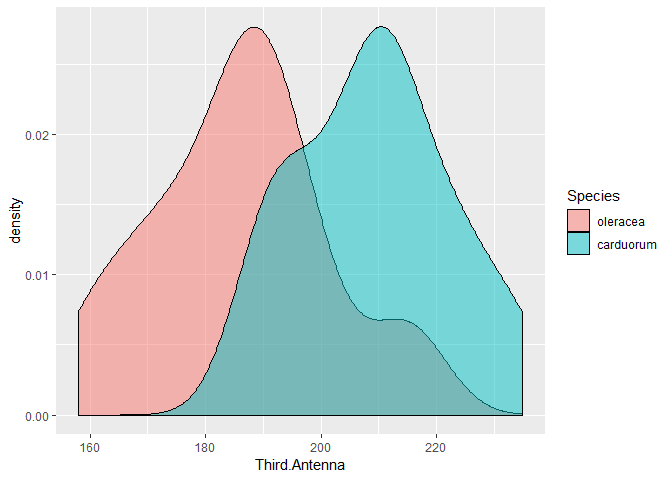 density
0.02
0.01
0.00
160
180
200
220
Third.Antenna
Species
oleracea
carduorum